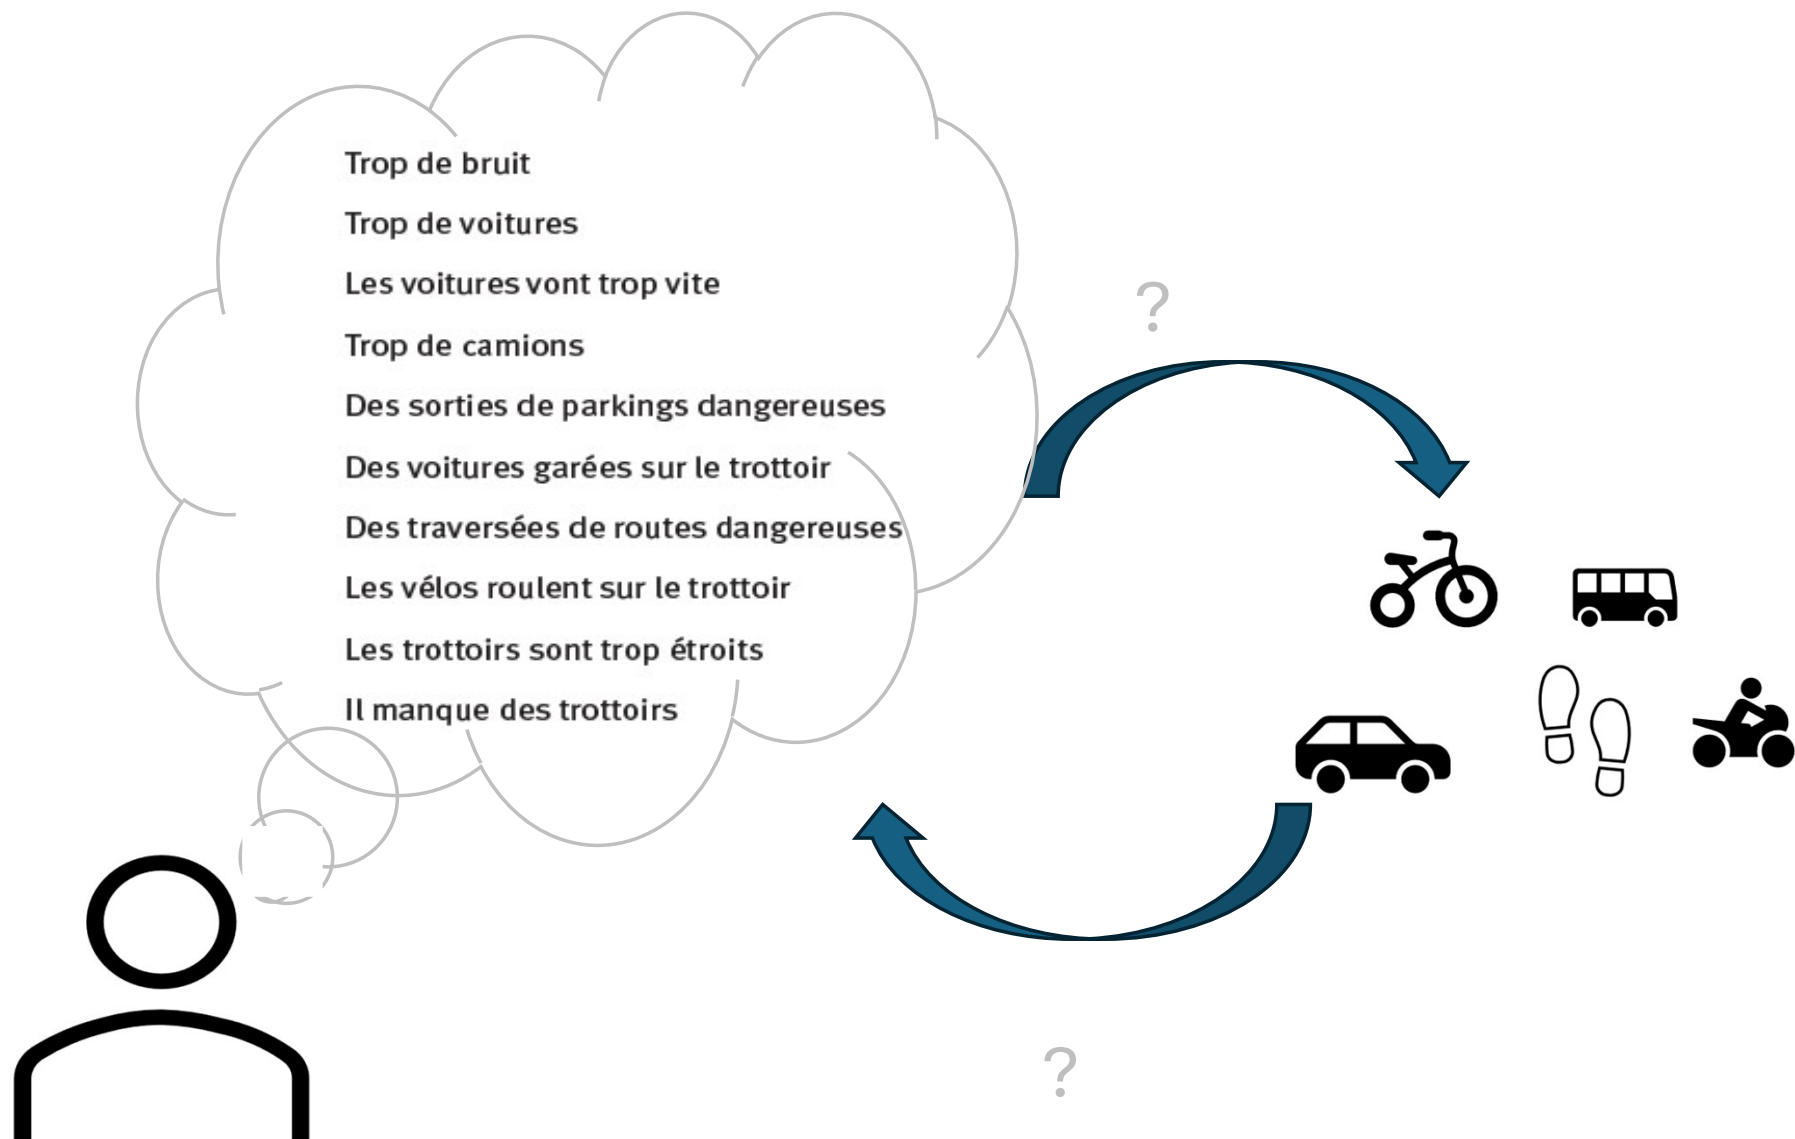 Trop de bruit
Trop de voitures
Les voitures vont trop vite
Trop de camions
Des sorties de parkings dangereuses
Des voitures garées sur le trottoir
Des traversées de routes dangereuses
Les vélos roulent sur le trottoir
Les trottoirs sont trop étroits
Il manque des trottoirs
?
?